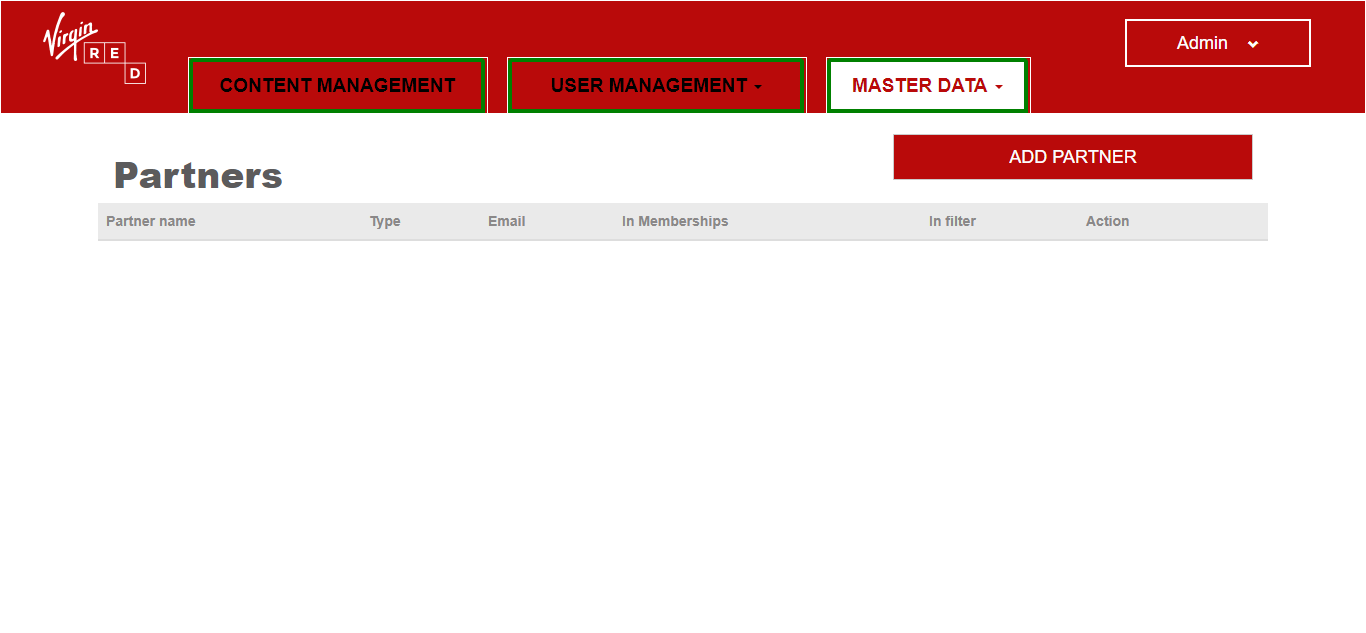 Virgin
RED
Admin
CONTENT MANAGEMENT USER MANAGEMENT MASTER DATA
ADD PARTNER
Partners
Partner name Type Email In Memberships In filter Action